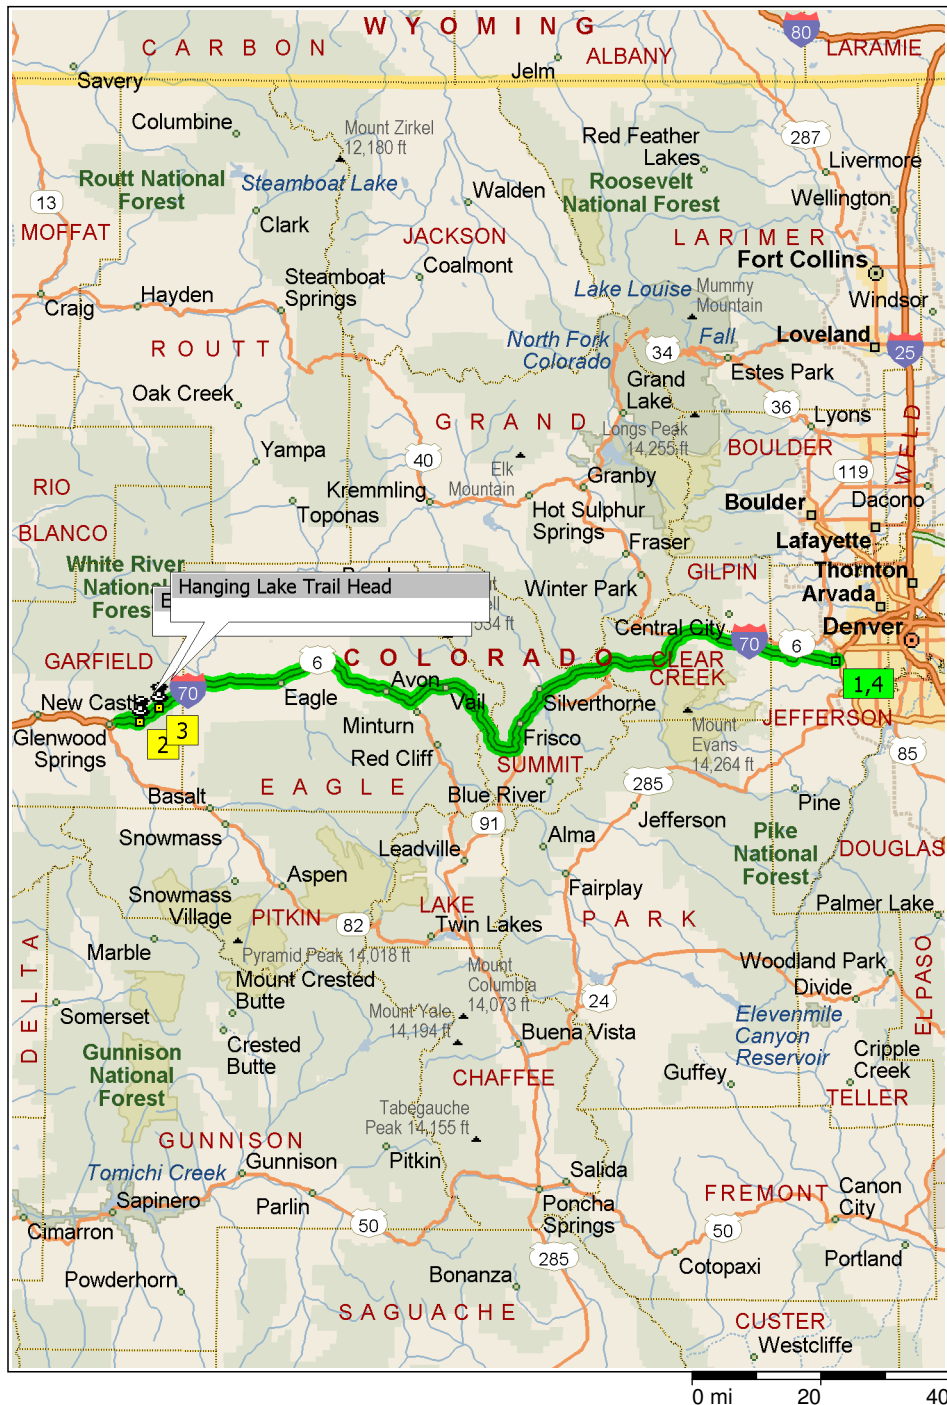 WYOMING
80
CARBON
ALBANY
LARAMIE
Savery
Jelm
Columbine
Mount Zirkel
12,180 ft
Red Feather
Lakes
287
Livermore
Routt National
Forest
Steamboat Lake
Walden
Roosevelt
National Forest
Wellington
13
MOFFAT
Clark
JACKSON
LARIMER
Coalmont
Fort Collins
Steamboat
Springs
Craig
Hayden
Lake Louise
Mummy
Mountain
Windsor
ROUTT
North Fork
Colorado
Fall
Loveland
34
25
Estes Park
Oak Creek
Grand
Lake
36
Lyons
GRAND
Longs Peak
14,255 ft
BOULDER
WELD
Yampa
40
Elk
Mountain
Granby
119
RIO
BLANCO
Kremmling
Toponas
Hot Sulphur
Springs
Boulder
Dacono
Lafayette
Fraser
White River
National
Forest
GILPIN
Thornton
Hanging Lake Trail Head
Winter Park
Arvada
534 ft
Central City
Denver
70
6
GARFIELD
6
COLORADO
CLEAR
CREEK
New Castle
70
Avon
Eagle
Vail
Silverthorne
1,4
Glenwood
Springs
2
3
Minturn
Frisco
Mount
Evans
14,264 ft
JEFFERSON
Red Cliff
SUMMIT
85
EAGLE
Blue River
285
Basalt
Pine
Snowmass
91
Alma
Jefferson
Pike
National
Forest
DOUGLAS
Leadville
Aspen
Fairplay
Snowmass
Village
PITKIN
LAKE
PARK
Palmer Lake
82
Twin Lakes
DELTA
Marble
Pyramid Peak 14,018 ft
Mount Crested
Butte
Mount
Columbia
14,073 ft
Woodland Park
Divide
EL PASO
24
Somerset
Mount Yale
14,194 ft
Buena Vista
Elevenmile
Canyon
Reservoir
Crested
Butte
Gunnison
National
Forest
Cripple
Creek
CHAFFEE
Guffey
TELLER
Tabeguache
Peak 14,155 ft
GUNNISON
Gunnison
Pitkin
Tomichi Creek
Salida
Sapinero
Parlin
Poncha
Springs
FREMONT
Canon
City
Cimarron
50
50
285
Cotopaxi
Portland
Powderhorn
Bonanza
SAGUACHE
CUSTER
Westcliffe
0 mi
20
40